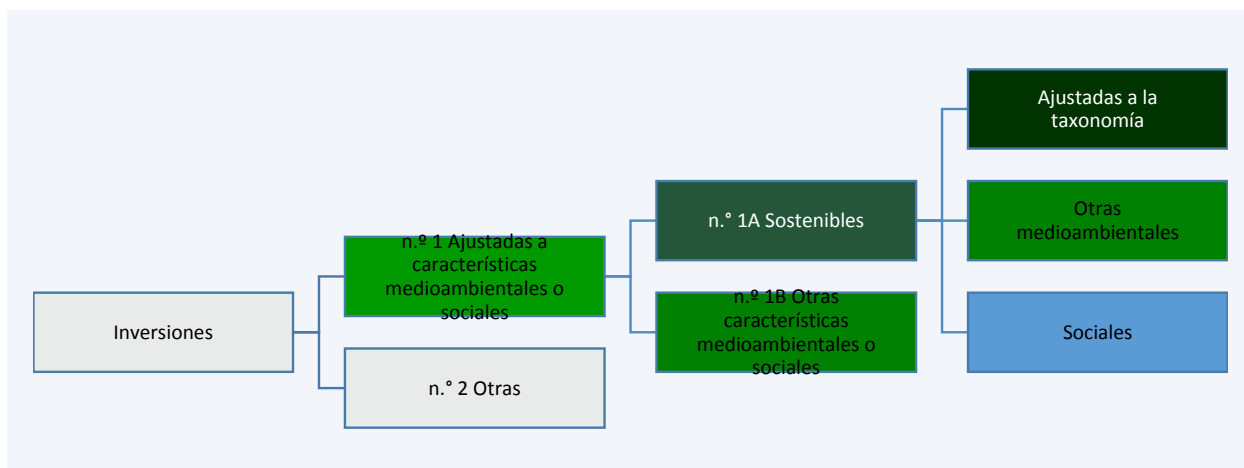 Inversiones
n.º 1 Ajustadas a
características
medioambientales o
sociales
n.° 2 Otras
n.° 1A Sostenibles
n.º 1B Otras
características
medioambientales o
sociales
Ajustadas a la
taxonomía
Otras
medioambientales
Sociales